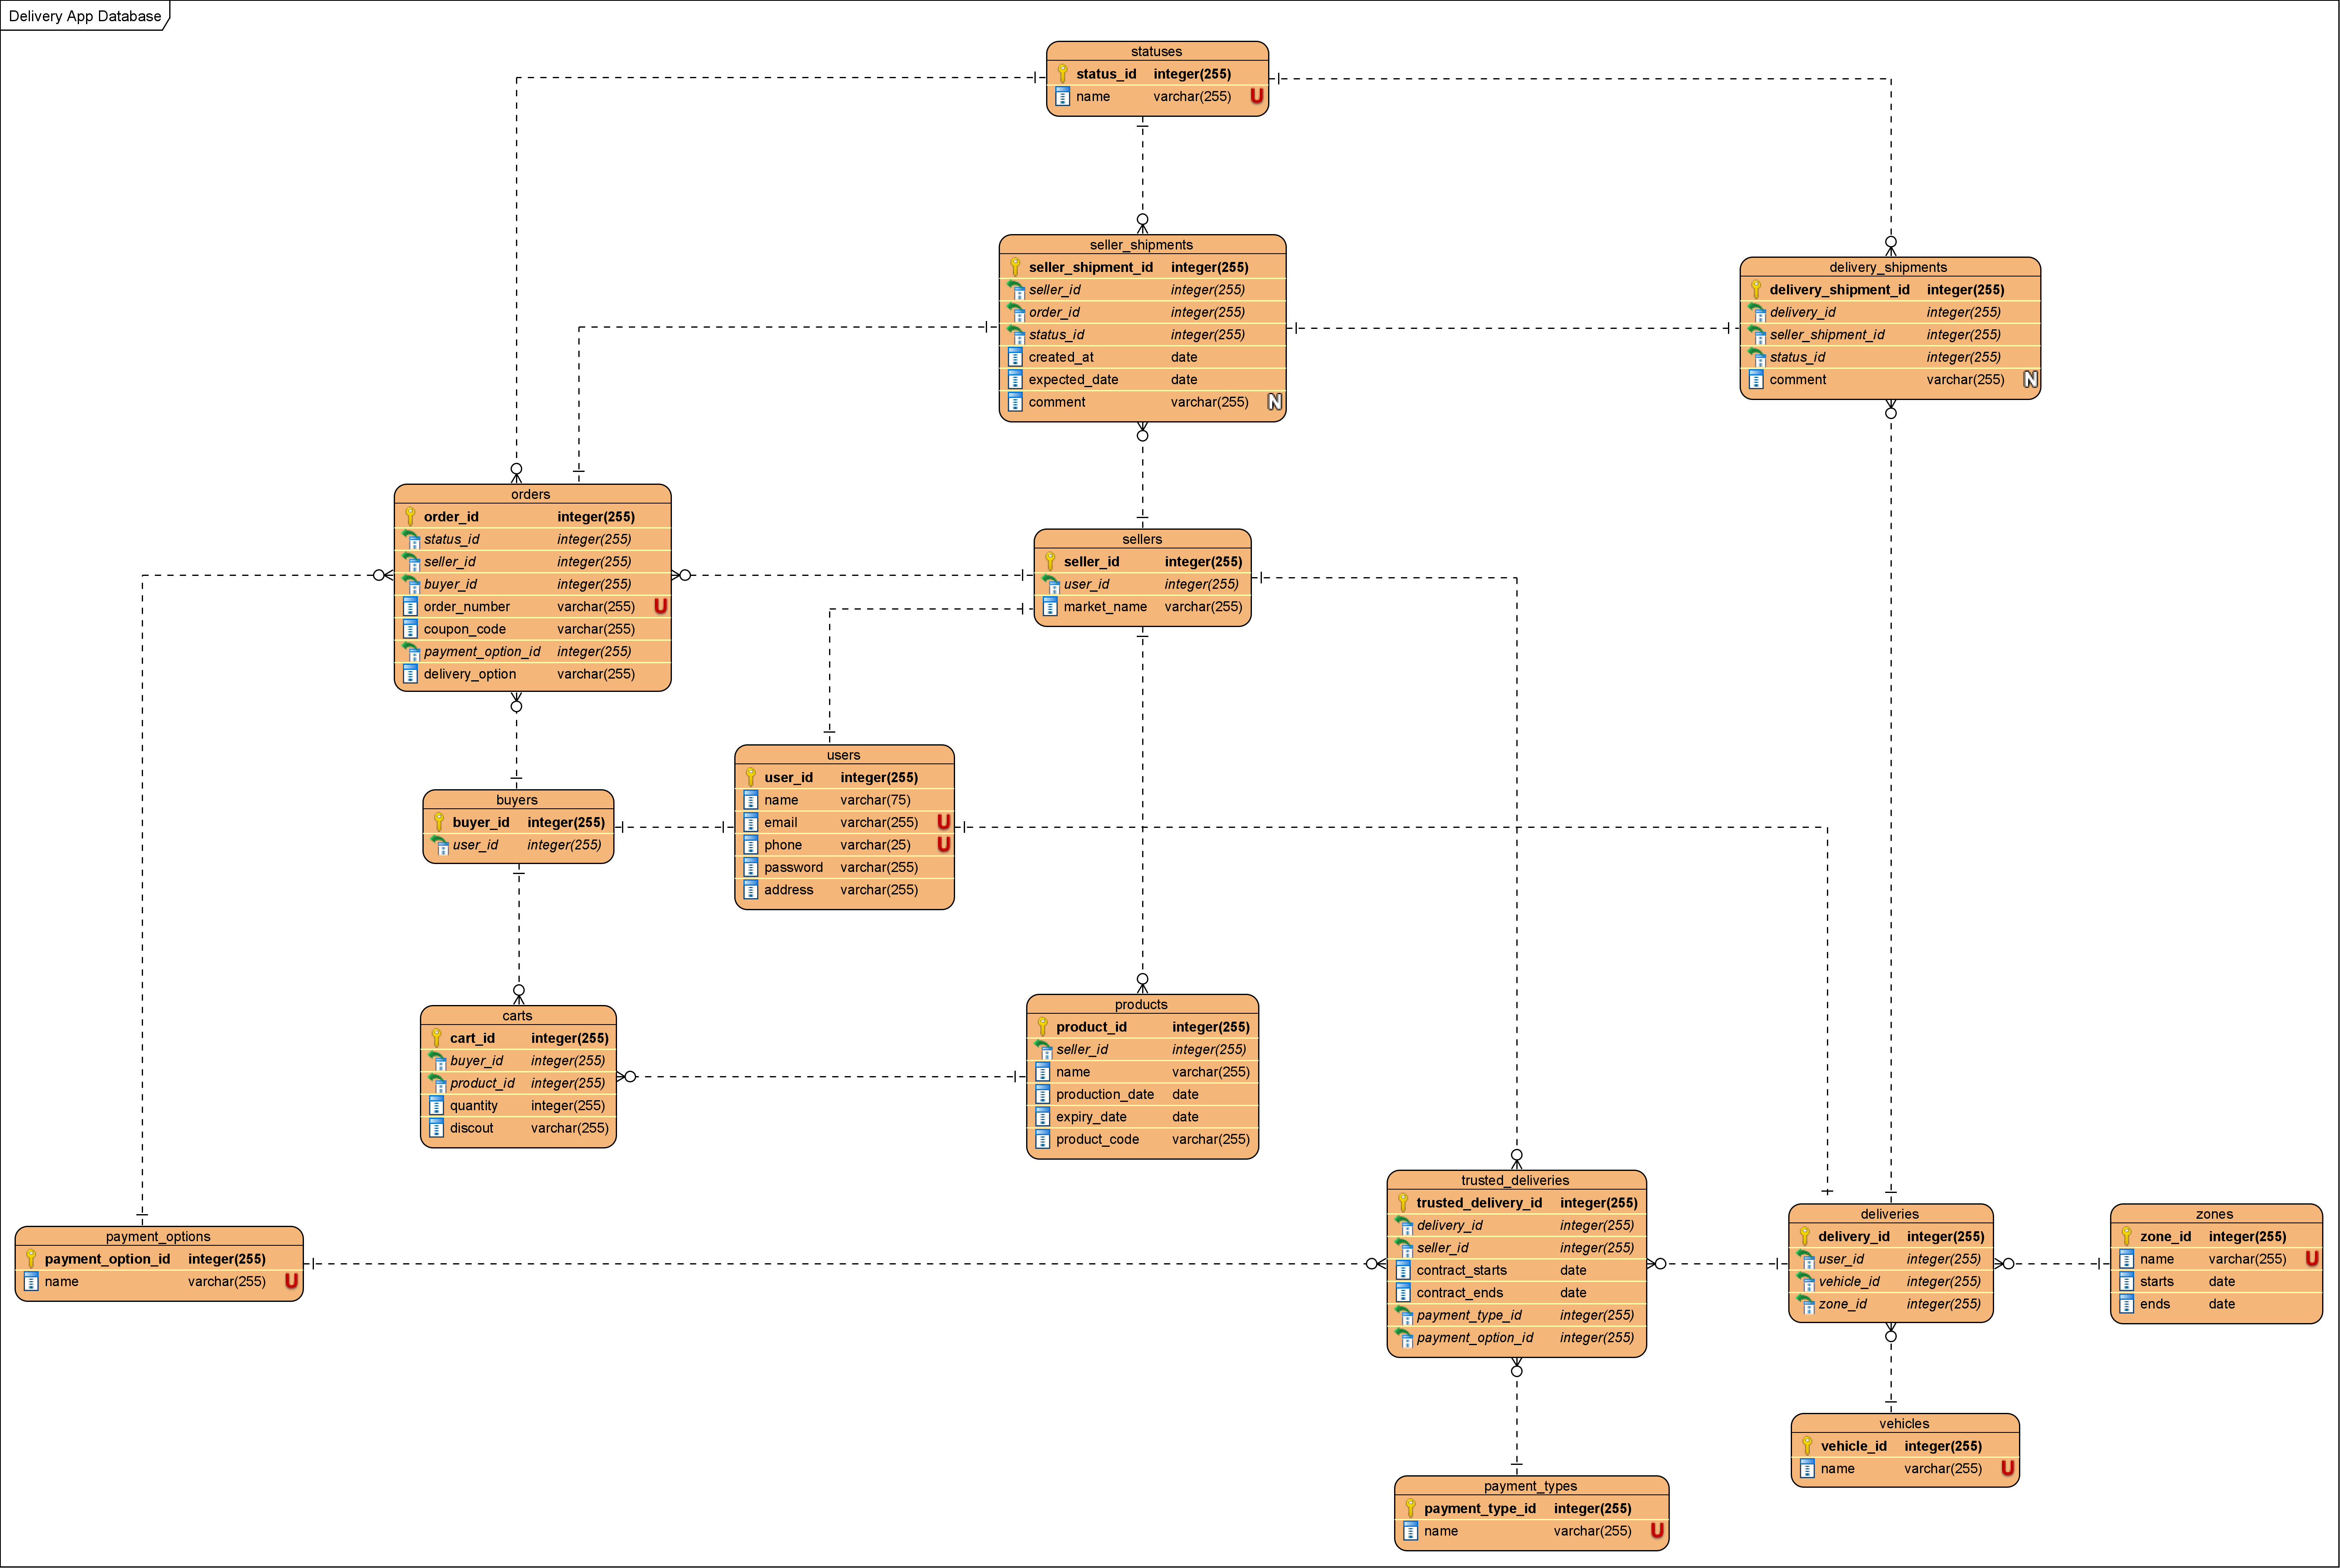 Delivery App Database
statuses
status_id integer(255)
name varchar(255) U
seller_shipments
seller_shipment_id integer(255)
seller_id integer(255)
order_id integer(255)
status_id integer(255)
created_at date
expected_date date
comment varchar(255) N
delivery_shipments
delivery_shipment_id integer(255)
delivery_id integer(255)
seller_shipment_id integer(255)
status_id integer(255)
comment varchar(255) N
orders
order_id integer(255)
status_id integer(255)
seller_id integer(255)
buyer_id integer(255)
order_number varchar(255) U
coupon_code varchar(255)
payment_option_id integer(255)
delivery_option varchar(255)
sellers
seller_id integer(255)
user_id integer(255)
market_name varchar(255)
users
user_id integer(255)
name varchar(75)
email varchar(255) U
phone varchar(25) U
password varchar(255)
address varchar(255)
buyers
buyer_id integer(255)
user_id integer(255)
carts
cart_id integer(255)
buyer_id integer(255)
product_id integer(255)
quantity integer(255)
discout varchar(255)
products
product_id integer(255)
seller_id integer(255)
name varchar(255)
production_date date
expiry_date date
product_code varchar(255)
payment_options
payment_option_id integer(255)
name varchar(255) U
trusted_deliveries
trusted_delivery_id integer(255)
delivery_id integer(255)
seller_id integer(255)
contract_starts date
contract_ends date
payment_type_id integer(255)
payment_option_id integer(255)
deliveries
delivery_id integer(255)
user_id integer(255)
vehicle_id integer(255)
zone_id integer(255)
zones
zone_id integer(255)
name varchar(255) U
starts date
ends date
vehicles
vehicle_id integer(255)
name varchar(255) U
payment_types
payment_type_id integer(255)
name varchar(255) U